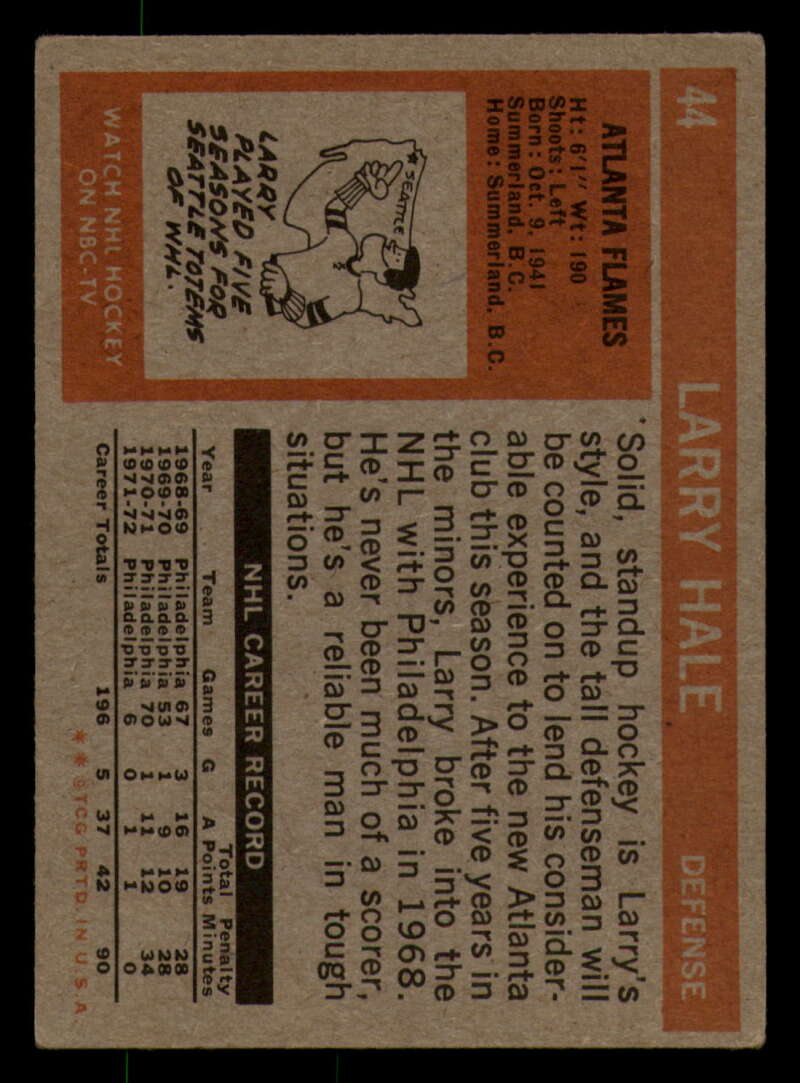 44 LARRY HALE DEFENSE
ATLANTA FLAMES
Ht: 6'1" Wt: 190
Shoots: Left
Born: Oct. 9, 1941
Summerland, B.C.
Home: Summerland, B.C.
SEATTLE
LARRY
PLAYED FIVE
SEASONS FOR
SEATTLE TOTEMS
OF WHL.
WATCH NHL HOCKEY
ON NBC-TV
Solid, standup hockey is Larry's
style, and the tall defenseman will
be counted on to lend his consider-
able experience to the new Atlanta
club this season. After five years in
the minors, Larry broke into the
NHL with Philadelphia in 1968.
He's never been much of a scorer,
but he's a reliable man in tough
situations.
NHL CAREER RECORD
Total Penalty
Year Team Games G A Points Minutes
1968-69 Philadelphia 67 3 16 19 28
1969-70 Philadelphia 53 1 9 10 28
1970-71 Philadelphia 70 1 11 12 34
1971-72 Philadelphia 6 0 1 1 0
Career Totals 196 5 37 42 90
* * © TCG PRTD. IN U.S.A.